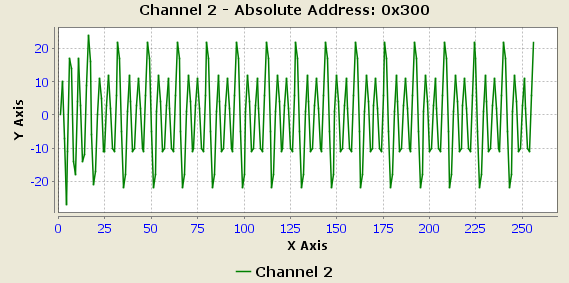 Channel 2 - Absolute Address: 0x300
Y Axis
20
10
0
-10
-20
0 25 50 75 100 125 150 175 200 225 250
X Axis
Channel 2